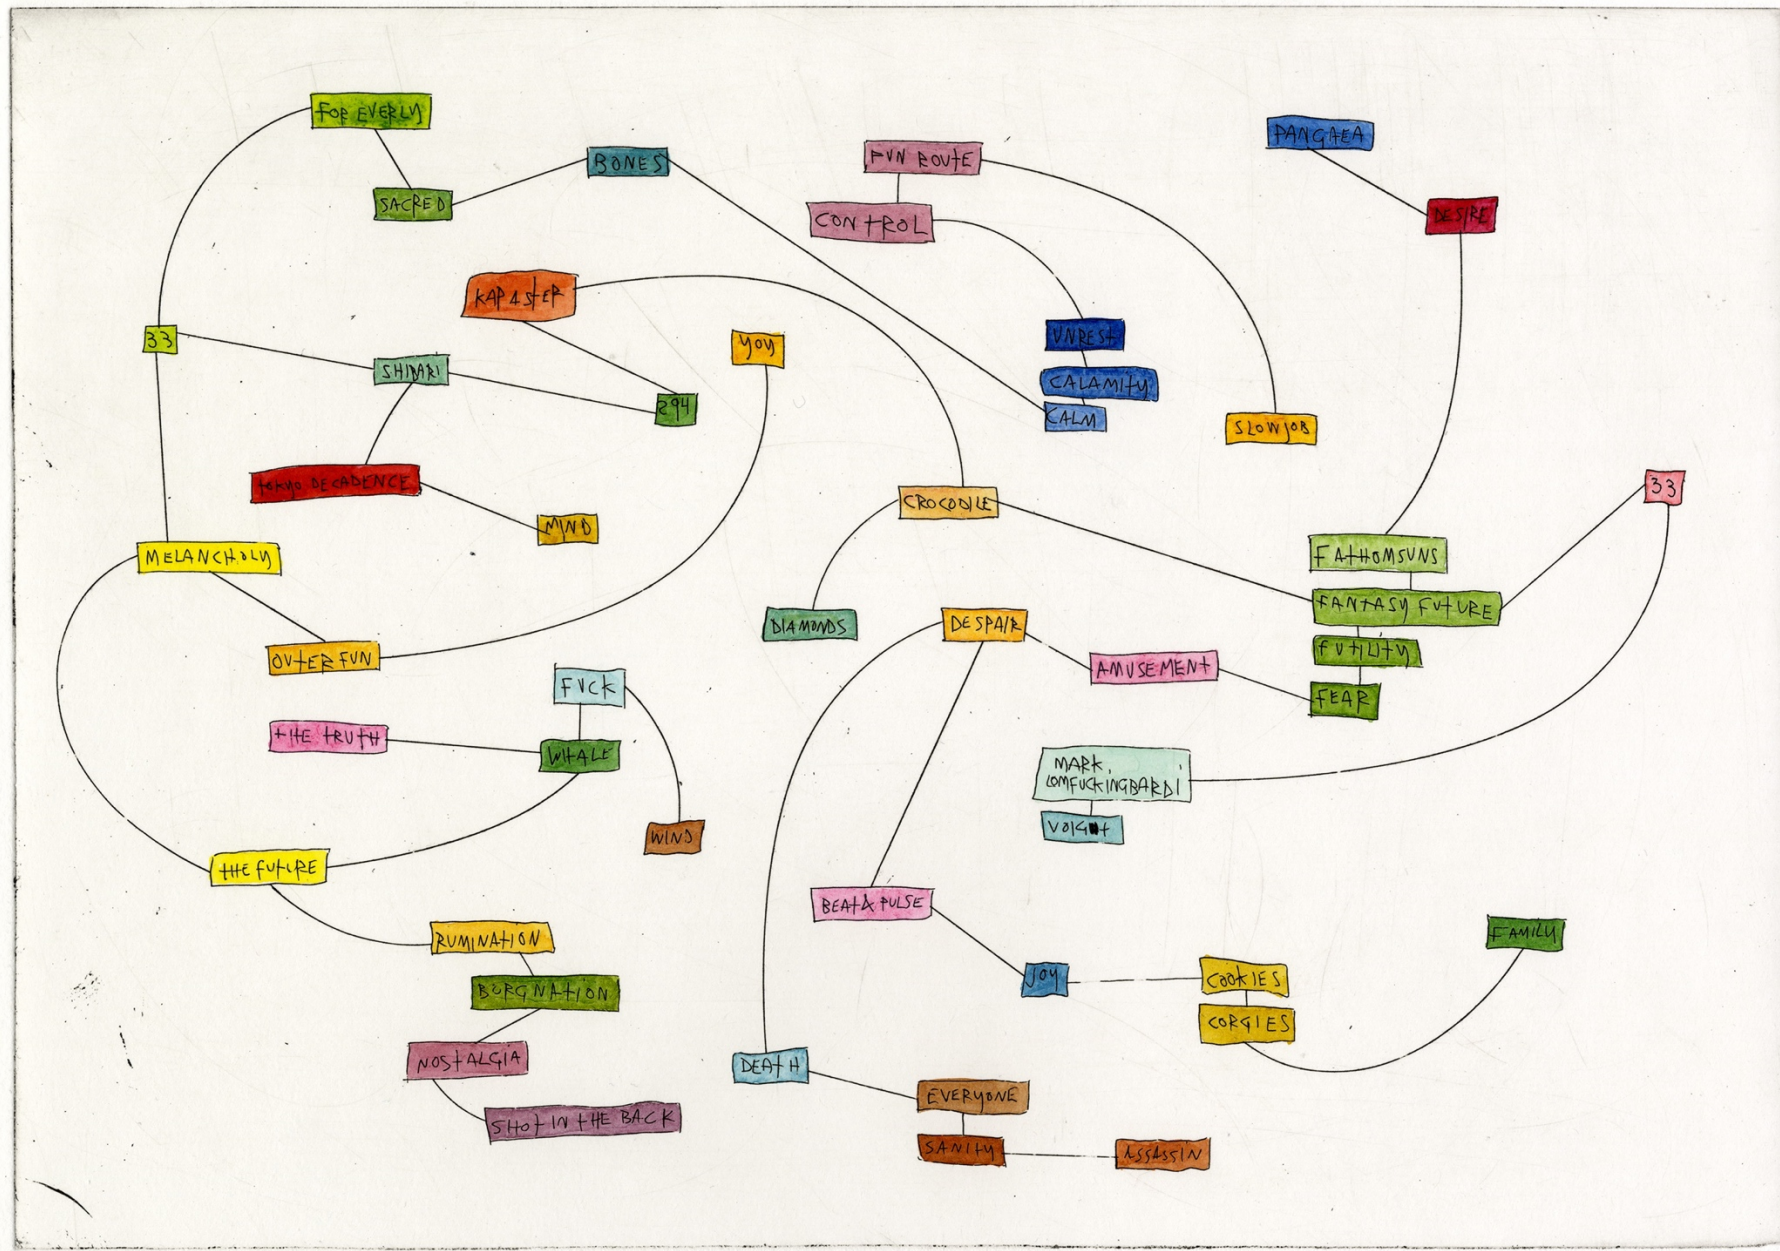 FOR EVERLY
PANGAEA
BONES
FUN ROUTE
SACRED
CONTROL
DESIRE
KAPASTER
33
YOU
UNREST
SHIBARI
CALAMITY
294
CALM
SLOWJOB
TOKYO DECADENCE
33
CROCODILE
MIND
MELANCHOLY
FATHOMSUNS
FANTASY FUTURE
DIAMONDS
DESPAIR
OUTER FUN
FUTILITY
AMUSEMENT
FUCK
FEAR
THE TRUTH
WHALE
MARK,
LOMFUCKINGBARDI
VOIGT
WIND
THE FUTURE
BEAT & PULSE
RUMINATION
FAMILY
JOY
COOKIES
BORGNATION
CORGIES
NOSTALGIA
DEATH
EVERYONE
SHOT IN THE BACK
SANITY
ASSASSIN